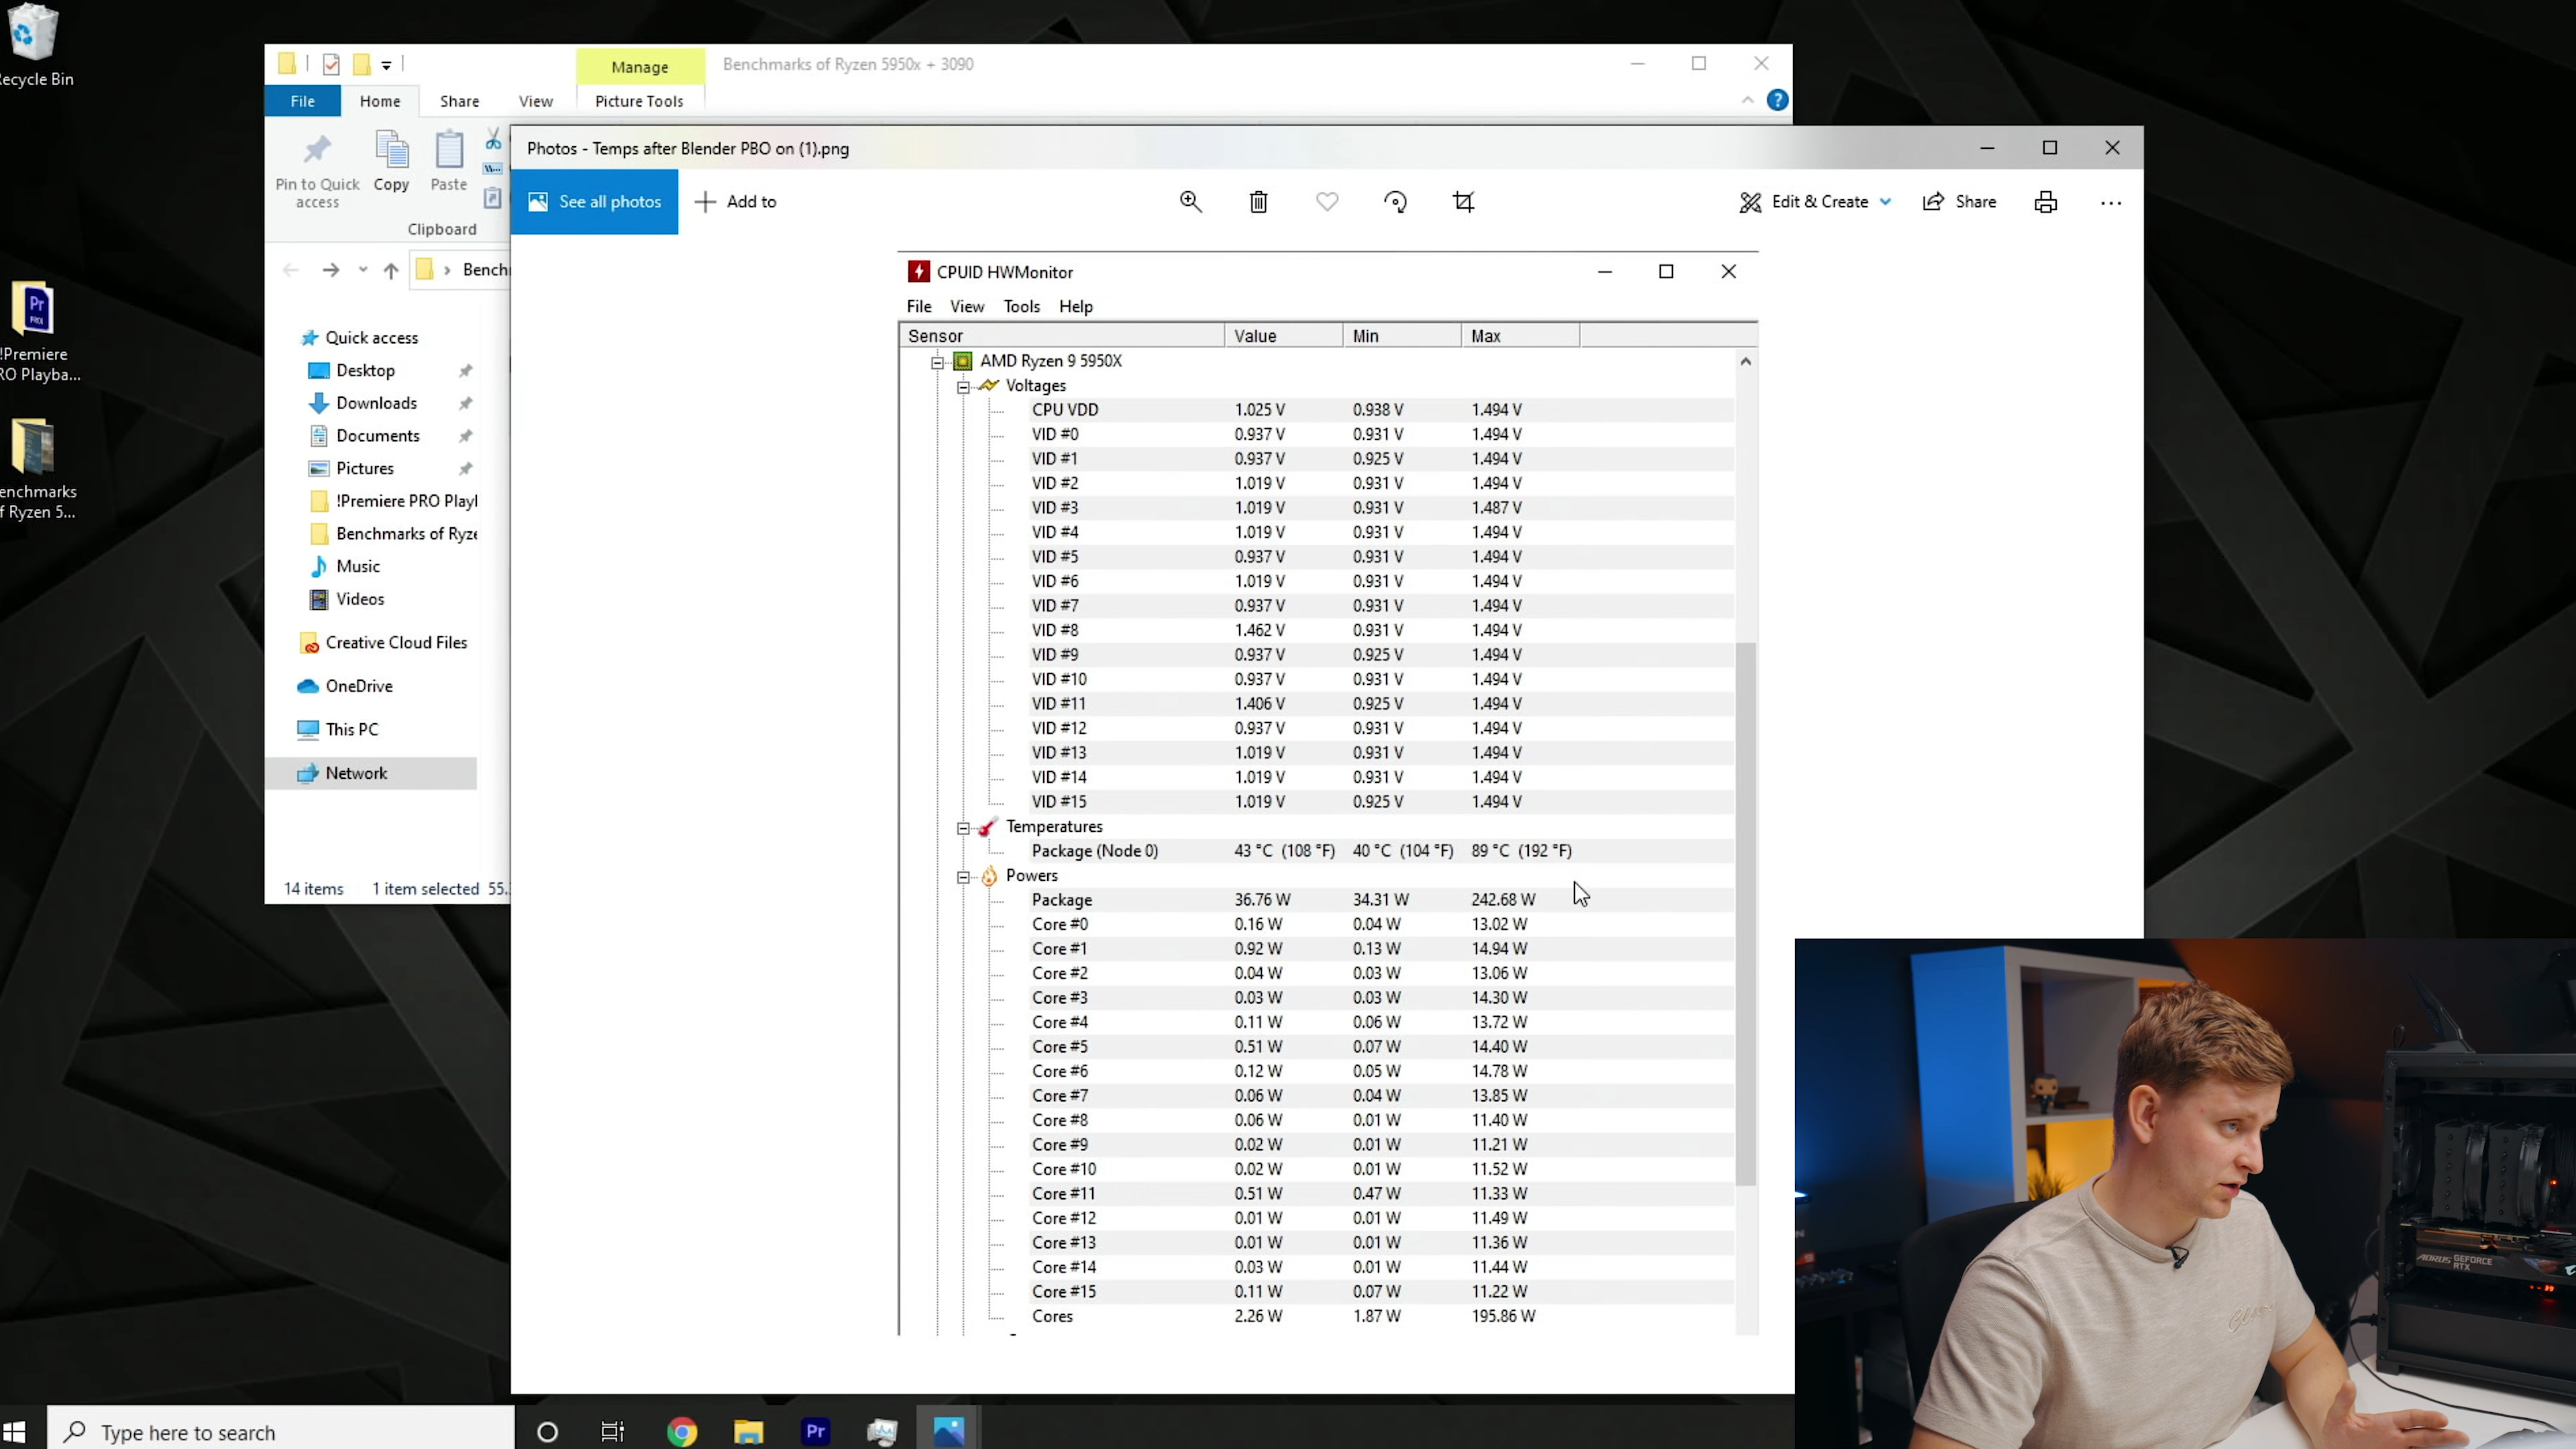 Recycle Bin
!Premiere
RO Playba...
enchmarks
f Ryzen 5...
Manage
Benchmarks of Ryzen 5950x + 3090
File
Home
Share
View
Picture Tools
Pin to Quick
access
Copy
Paste
Clipboard
Bench
Quick access
Desktop
Downloads
Documents
Pictures
!Premiere PRO Playl
Benchmarks of Ryze
Music
Videos
Creative Cloud Files
OneDrive
This PC
Network
14 items 1 item selected 55.
Photos - Temps after Blender PBO on (1).png
See all photos
Add to
Edit & Create
Share
CPUID HWMonitor
File View Tools Help
Sensor Value Min Max
AMD Ryzen 9 5950X
Voltages
CPU VDD 1.025 V 0.938 V 1.494 V
VID #0 0.937 V 0.931 V 1.494 V
VID #1 0.937 V 0.925 V 1.494 V
VID #2 1.019 V 0.931 V 1.494 V
VID #3 1.019 V 0.931 V 1.487 V
VID #4 1.019 V 0.931 V 1.494 V
VID #5 0.937 V 0.931 V 1.494 V
VID #6 1.019 V 0.931 V 1.494 V
VID #7 0.937 V 0.931 V 1.494 V
VID #8 1.462 V 0.931 V 1.494 V
VID #9 0.937 V 0.925 V 1.494 V
VID #10 0.937 V 0.931 V 1.494 V
VID #11 1.406 V 0.925 V 1.494 V
VID #12 0.937 V 0.931 V 1.494 V
VID #13 1.019 V 0.931 V 1.494 V
VID #14 1.019 V 0.931 V 1.494 V
VID #15 1.019 V 0.925 V 1.494 V
Temperatures
Package (Node 0) 43 °C (108 °F) 40 °C (104 °F) 89 °C (192 °F)
Powers
Package 36.76 W 34.31 W 242.68 W
Core #0 0.16 W 0.04 W 13.02 W
Core #1 0.92 W 0.13 W 14.94 W
Core #2 0.04 W 0.03 W 13.06 W
Core #3 0.03 W 0.03 W 14.30 W
Core #4 0.11 W 0.06 W 13.72 W
Core #5 0.51 W 0.07 W 14.40 W
Core #6 0.12 W 0.05 W 14.78 W
Core #7 0.06 W 0.04 W 13.85 W
Core #8 0.06 W 0.01 W 11.40 W
Core #9 0.02 W 0.01 W 11.21 W
Core #10 0.02 W 0.01 W 11.52 W
Core #11 0.51 W 0.47 W 11.33 W
Core #12 0.01 W 0.01 W 11.49 W
Core #13 0.01 W 0.01 W 11.36 W
Core #14 0.03 W 0.01 W 11.44 W
Core #15 0.11 W 0.07 W 11.22 W
Cores 2.26 W 1.87 W 195.86 W
AORUS GEFORCE
RTX
Type here to search
Pr